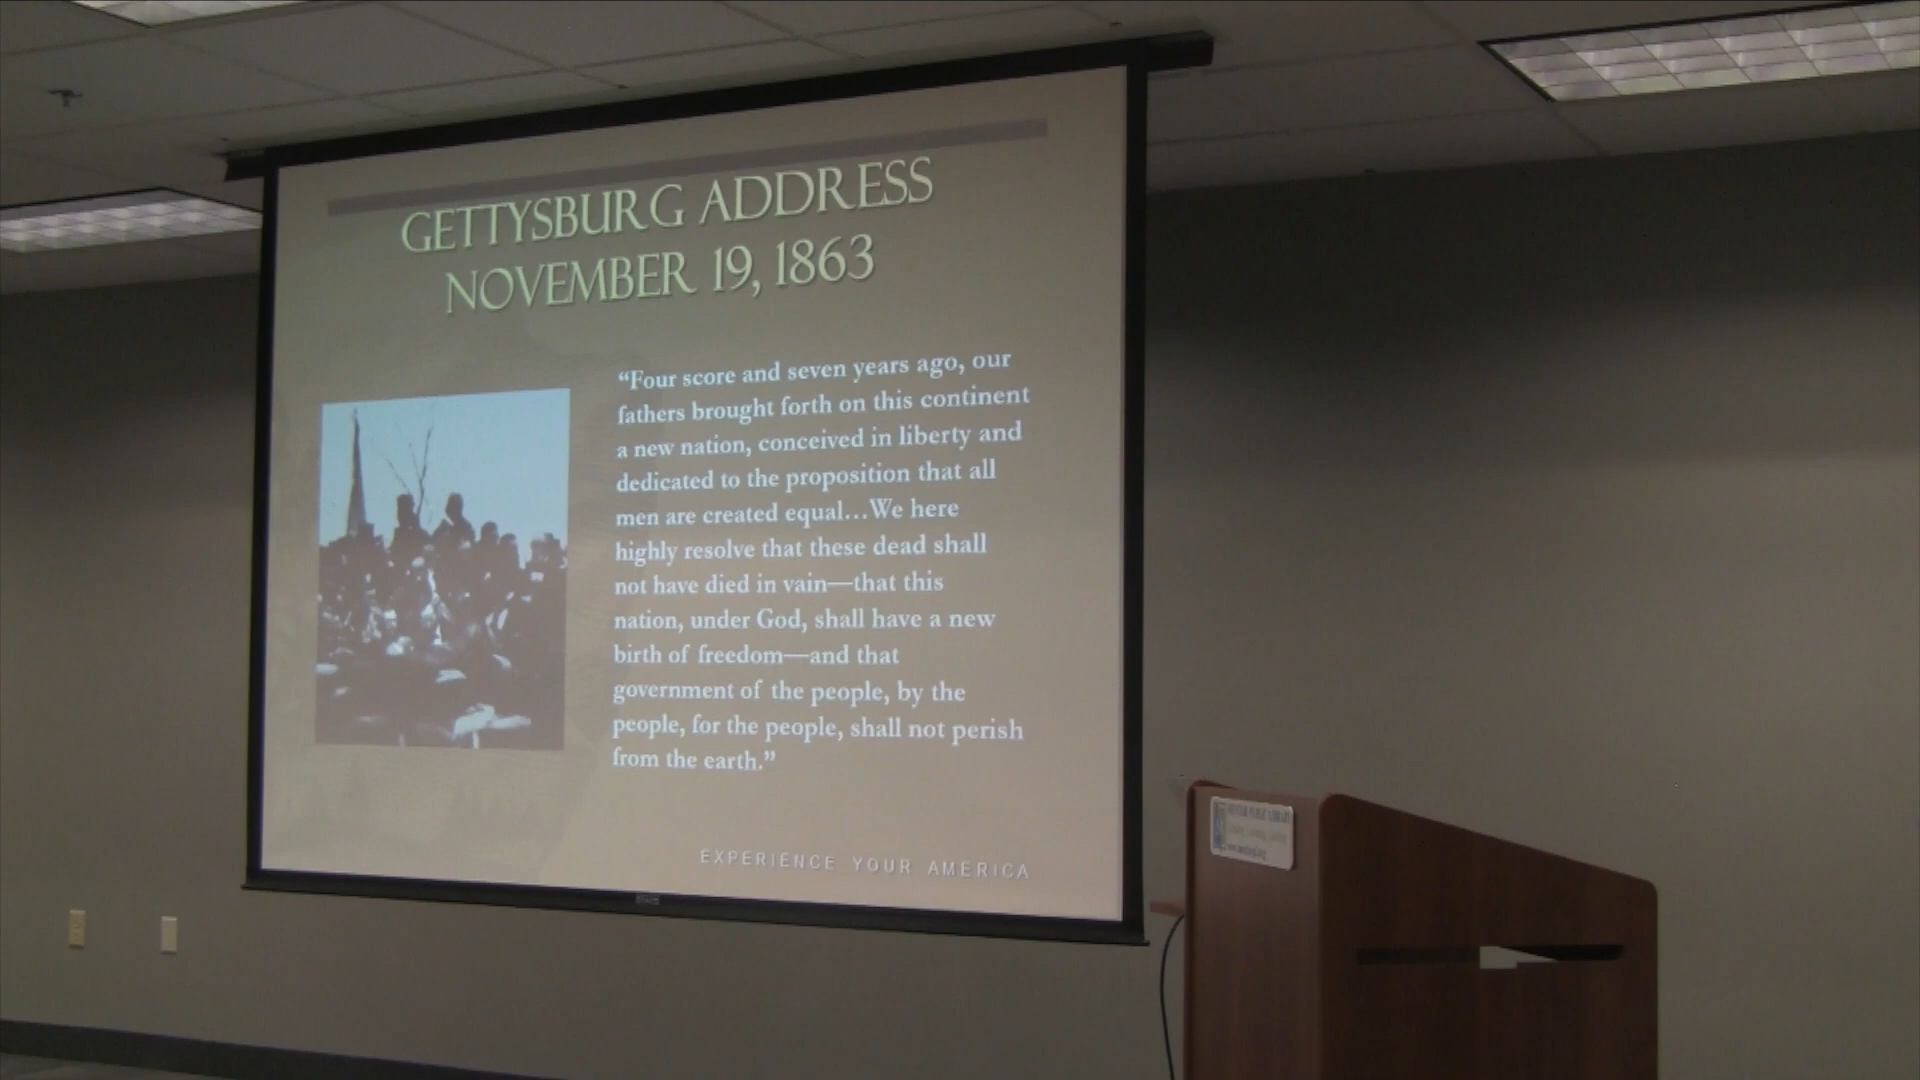 GETTYSBURG ADDRESS
NOVEMBER 19, 1863
“Four score and seven years ago, our
fathers brought forth on this continent
a new nation, conceived in liberty and
dedicated to the proposition that all
men are created equal…We here
highly resolve that these dead shall
not have died in vain—that this
nation, under God, shall have a new
birth of freedom—and that
government of the people, by the
people, for the people, shall not perish
from the earth.”
EXPERIENCE YOUR AMERICA
PUBLIC LIBRARY